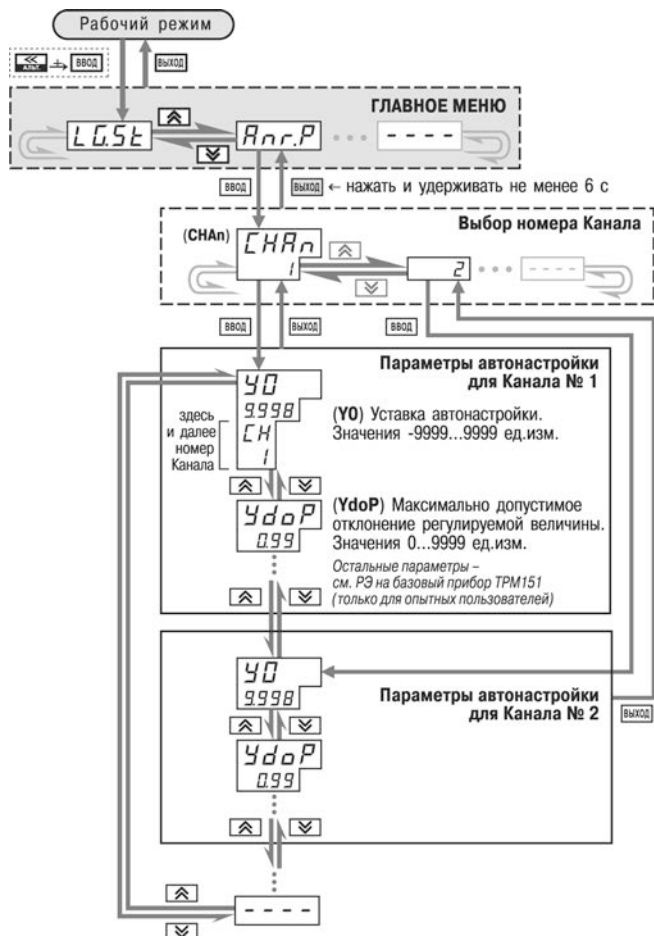 Рабочий режим
АЛЬТ. ВВОД ВЫХОД
ГЛАВНОЕ МЕНЮ
LG.St Anr.P - - - -
ВВОД ВЫХОД ← нажать и удерживать не менее 6 с
Выбор номера Канала
(CHAn) CHAn
1 2 - - - -
ВВОД ВЫХОД ВВОД
Параметры автонастройки
для Канала № 1
Y0
9.998
(Y0) Уставка автонастройки.
Значения -9999...9999 ед.изм.
здесь
и далее
номер
Канала
CH
1
YdoP
0.99
(YdoP) Максимально допустимое
отклонение регулируемой величины.
Значения 0...9999 ед.изм.
Остальные параметры –
см. РЭ на базовый прибор ТРМ151
(только для опытных пользователей)
Y0
9.998
Параметры автонастройки
для Канала № 2
ВЫХОД
YdoP
0.99
- - - -